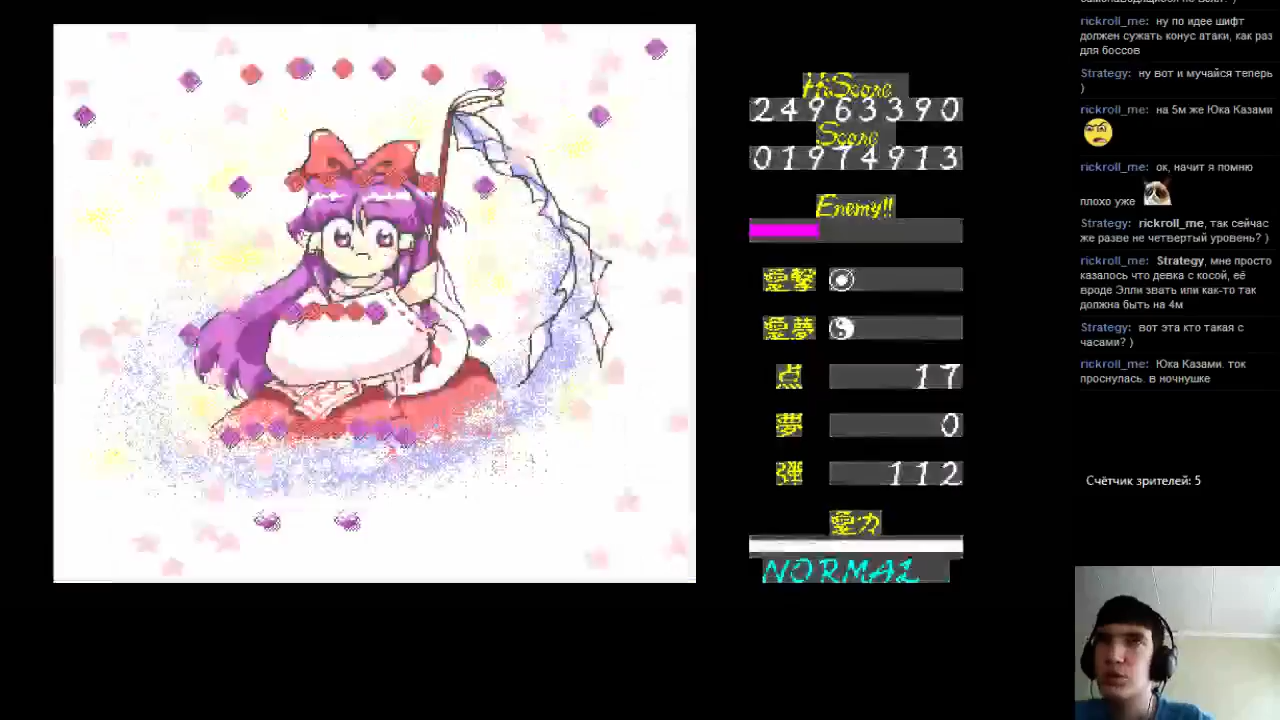 HiScore
24963390
Score
01974913
Enemy!!
霊撃
霊夢
点 17
夢 0
弾 112
霊力
NORMAL
rickroll_me: ну по идее шифт
должен сужать конус атаки, как раз
для боссов
Strategy: ну вот и мучайся теперь
)
rickroll_me: на 5м же Юка Казами
rickroll_me: ок, начит я помню
плохо уже
Strategy: rickroll_me, так сейчас
же разве не четвертый уровень? )
rickroll_me: Strategy, мне просто
казалось что девка с косой, её
вроде Элли звать или как-то так
должна быть на 4м
Strategy: вот эта кто такая с
часами? )
rickroll_me: Юка Казами. ток
проснулась. в ночнушке
Счётчик зрителей: 5